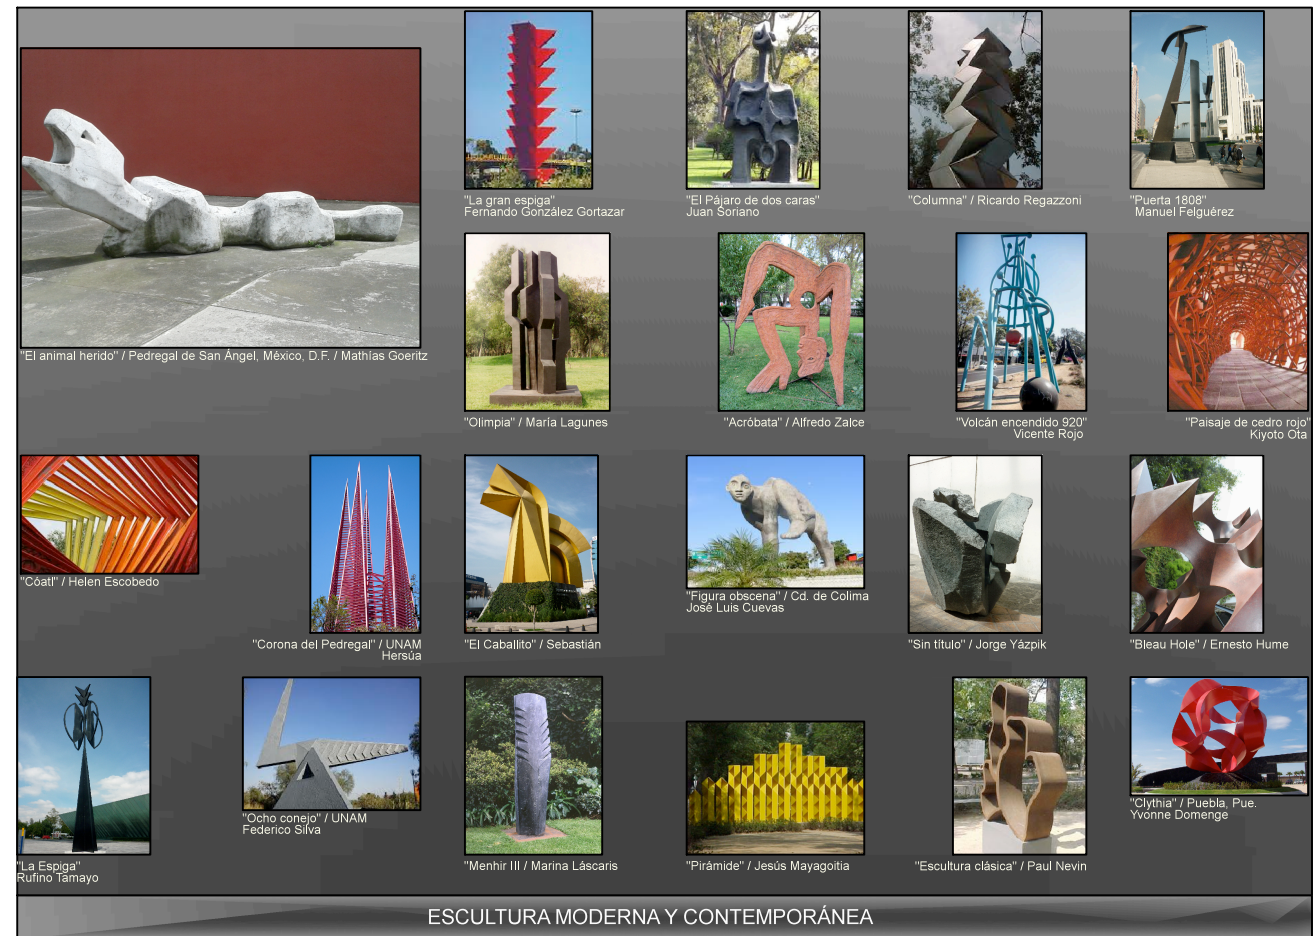 "El animal herido" / Pedregal de San Ángel, México, D.F. / Mathías Goeritz
"La gran espiga"
Fernando González Gortazar
"El Pájaro de dos caras"
Juan Soriano
"Columna" / Ricardo Regazzoni
"Puerta 1808"
Manuel Felguérez
"Olimpia" / María Lagunes
"Acróbata" / Alfredo Zalce
"Volcán encendido 920"
Vicente Rojo
"Paisaje de cedro rojo"
Kiyoto Ota
"Cóatl" / Helen Escobedo
"Corona del Pedregal" / UNAM
Hersúa
"El Caballito" / Sebastián
"Figura obscena" / Cd. de Colima
José Luis Cuevas
"Sin título" / Jorge Yázpik
"Bleau Hole" / Ernesto Hume
"La Espiga"
Rufino Tamayo
"Ocho conejo" / UNAM
Federico Silva
"Menhir III / Marina Láscaris
"Pirámide" / Jesús Mayagoitia
"Escultura clásica" / Paul Nevin
"Clythia" / Puebla, Pue.
Yvonne Domenge
ESCULTURA MODERNA Y CONTEMPORÁNEA